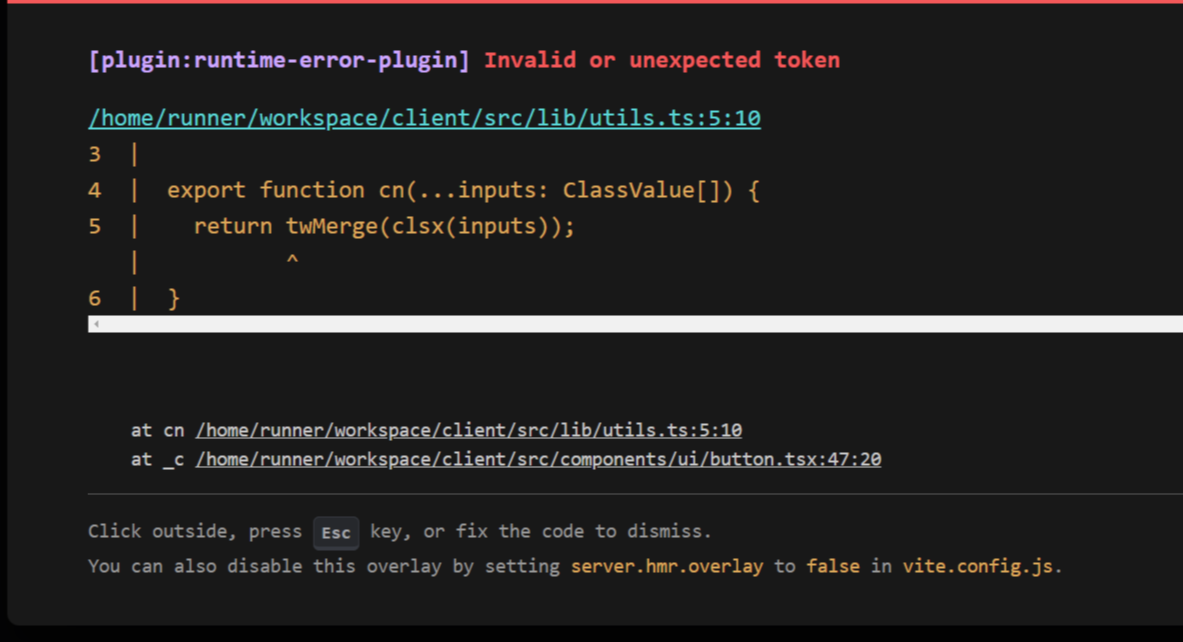 [plugin:runtime-error-plugin] Invalid or unexpected token
/home/runner/workspace/client/src/lib/utils.ts:5:10
3  |
4  |  export function cn(...inputs: ClassValue[]) {
5  |    return twMerge(clsx(inputs));
   |           ^
6  |  }
at cn /home/runner/workspace/client/src/lib/utils.ts:5:10
at _c /home/runner/workspace/client/src/components/ui/button.tsx:47:20
Click outside, press Esc key, or fix the code to dismiss.
You can also disable this overlay by setting server.hmr.overlay to false in vite.config.js.